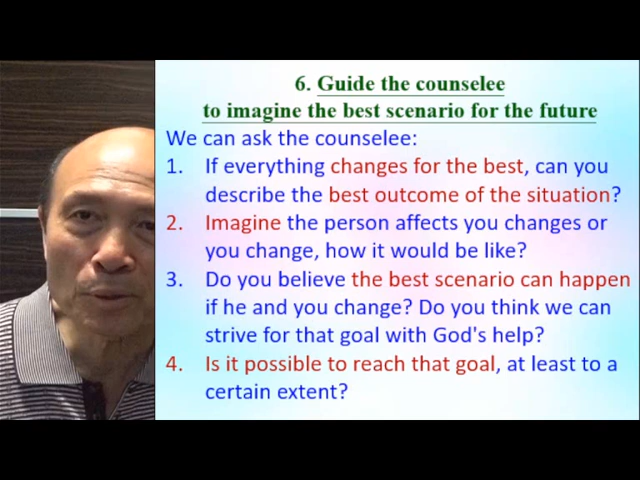 6. Guide the counselee
to imagine the best scenario for the future
We can ask the counselee:
1. If everything changes for the best, can you
describe the best outcome of the situation?
2. Imagine the person affects you changes or
you change, how it would be like?
3. Do you believe the best scenario can happen
if he and you change? Do you think we can
strive for that goal with God's help?
4. Is it possible to reach that goal, at least to a
certain extent?